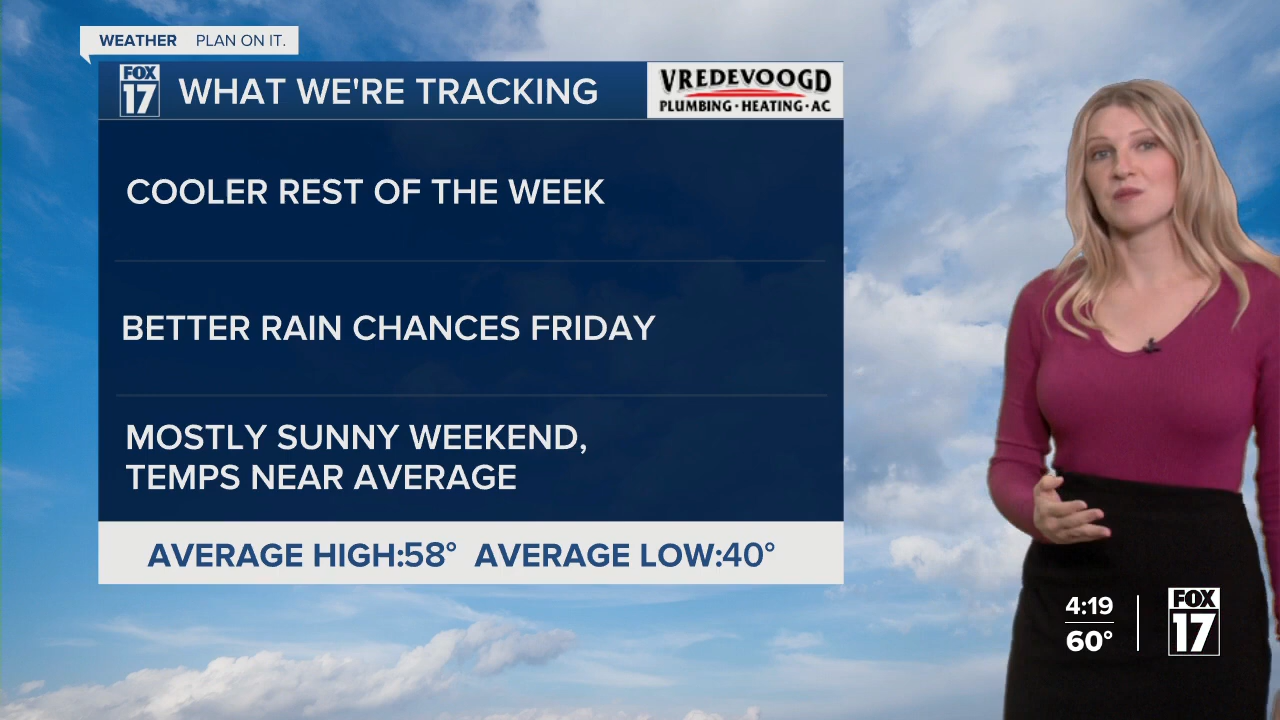 WEATHER PLAN ON IT.
FOX
17
WHAT WE'RE TRACKING
VREDEVOOGD
PLUMBING · HEATING · AC
COOLER REST OF THE WEEK
BETTER RAIN CHANCES FRIDAY
MOSTLY SUNNY WEEKEND,
TEMPS NEAR AVERAGE
AVERAGE HIGH:58° AVERAGE LOW:40°
4:19
60°
FOX
17